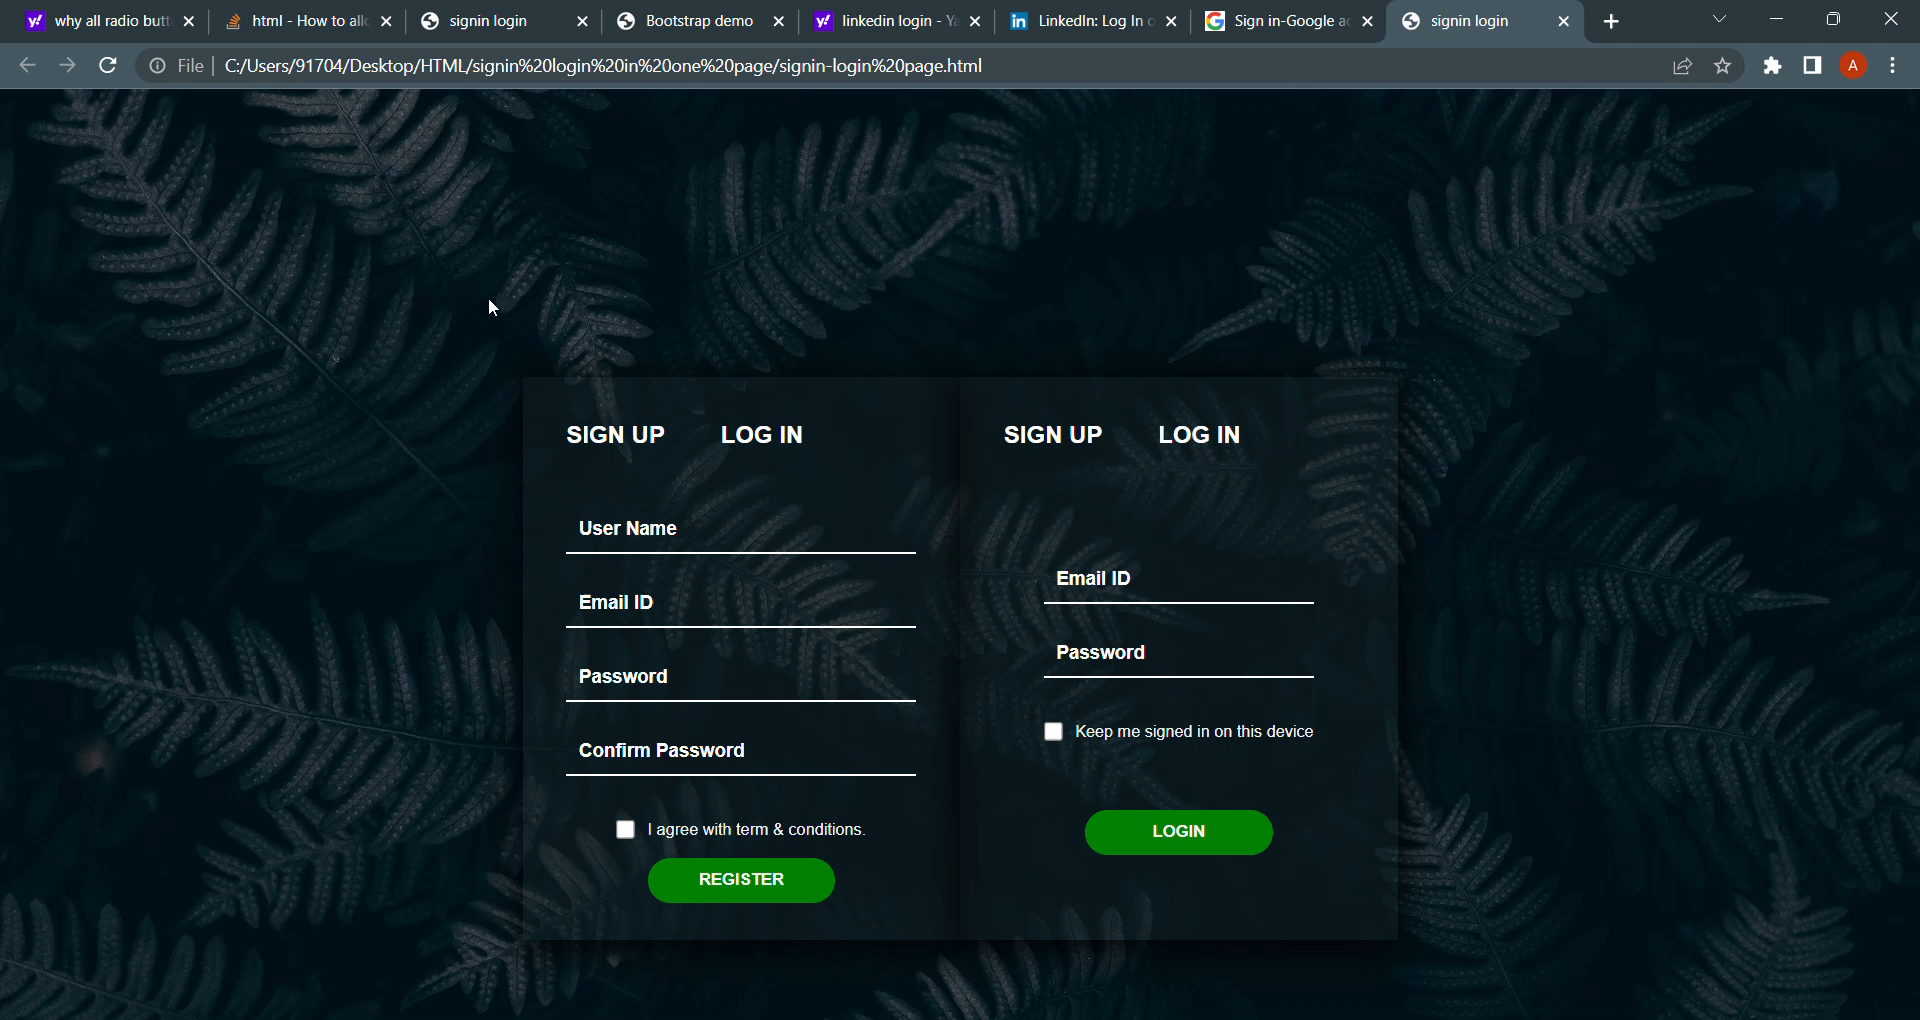 why all radio butt
html - How to all
signin login
Bootstrap demo
linkedin login - Ya
LinkedIn: Log In o
Sign in-Google ac
signin login
File
C:/Users/91704/Desktop/HTML/signin%20login%20in%20one%20page/signin-login%20page.html
A
SIGN UP LOG IN
User Name
Email ID
Password
Confirm Password
I agree with term & conditions.
REGISTER
SIGN UP LOG IN
Email ID
Password
Keep me signed in on this device
LOGIN